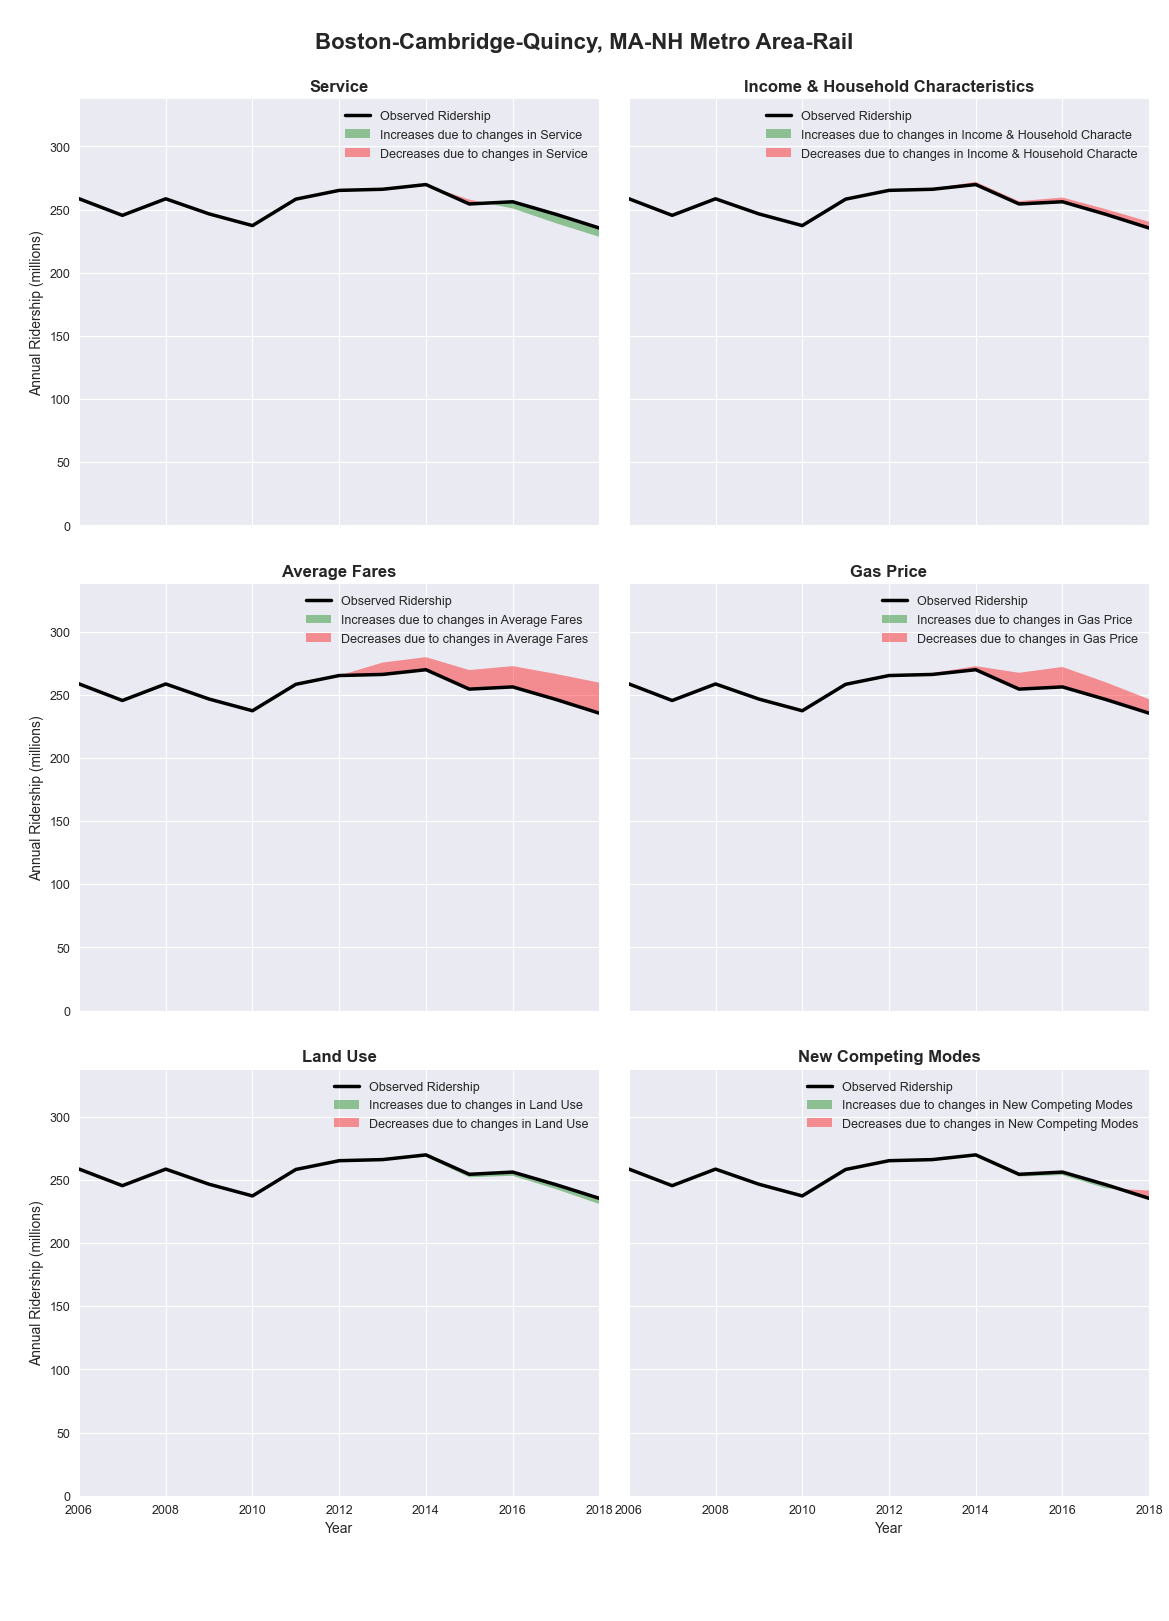 Boston-Cambridge-Quincy, MA-NH Metro Area-Rail
Service
Observed Ridership
Increases due to changes in Service
Decreases due to changes in Service
300
250
200
150
100
50
0
Annual Ridership (millions)
Income & Household Characteristics
Observed Ridership
Increases due to changes in Income & Household Characte
Decreases due to changes in Income & Household Characte
Average Fares
Observed Ridership
Increases due to changes in Average Fares
Decreases due to changes in Average Fares
300
250
200
150
100
50
0
Annual Ridership (millions)
Gas Price
Observed Ridership
Increases due to changes in Gas Price
Decreases due to changes in Gas Price
Land Use
Observed Ridership
Increases due to changes in Land Use
Decreases due to changes in Land Use
300
250
200
150
100
50
0
Annual Ridership (millions)
2006 2008 2010 2012 2014 2016 2018
Year
New Competing Modes
Observed Ridership
Increases due to changes in New Competing Modes
Decreases due to changes in New Competing Modes
2006 2008 2010 2012 2014 2016 2018
Year